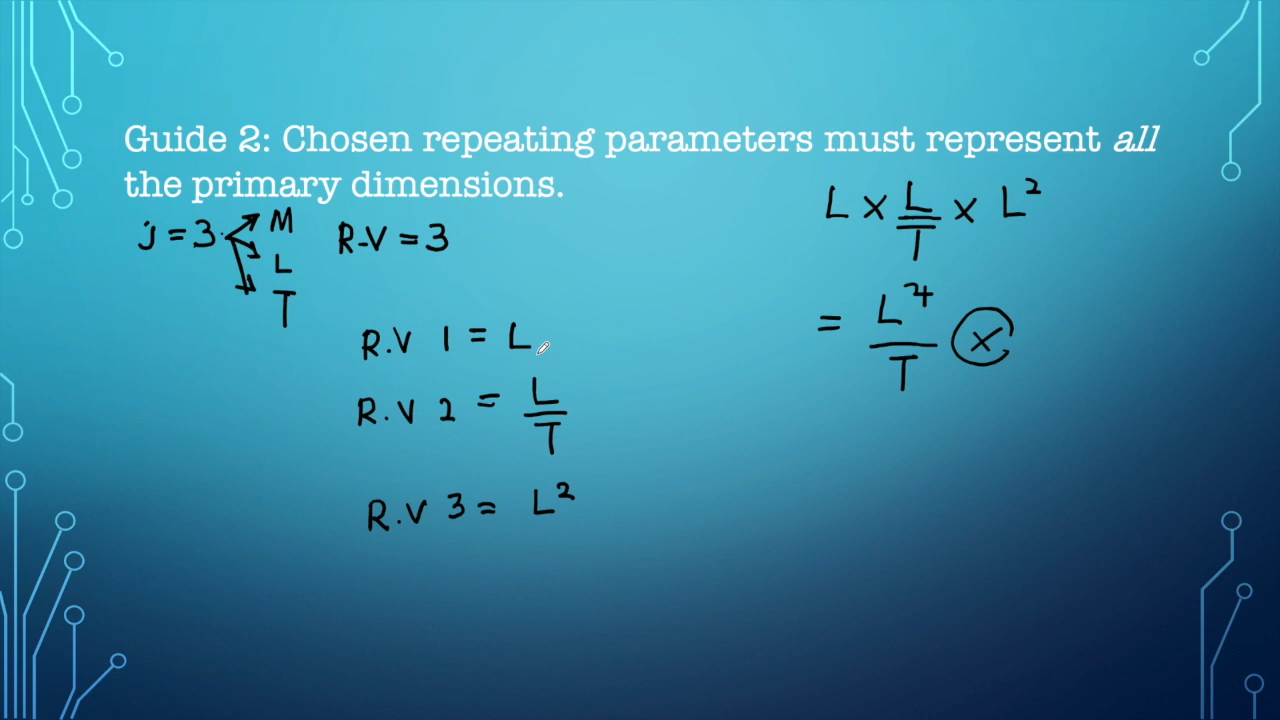 Guide 2: Chosen repeating parameters must represent all
the primary dimensions.
j = 3 M
L
T
R-V = 3
R.V 1 = L
R.V 2 = L/T
R.V 3 = L²
L × L/T × L²
= L⁴/T ×